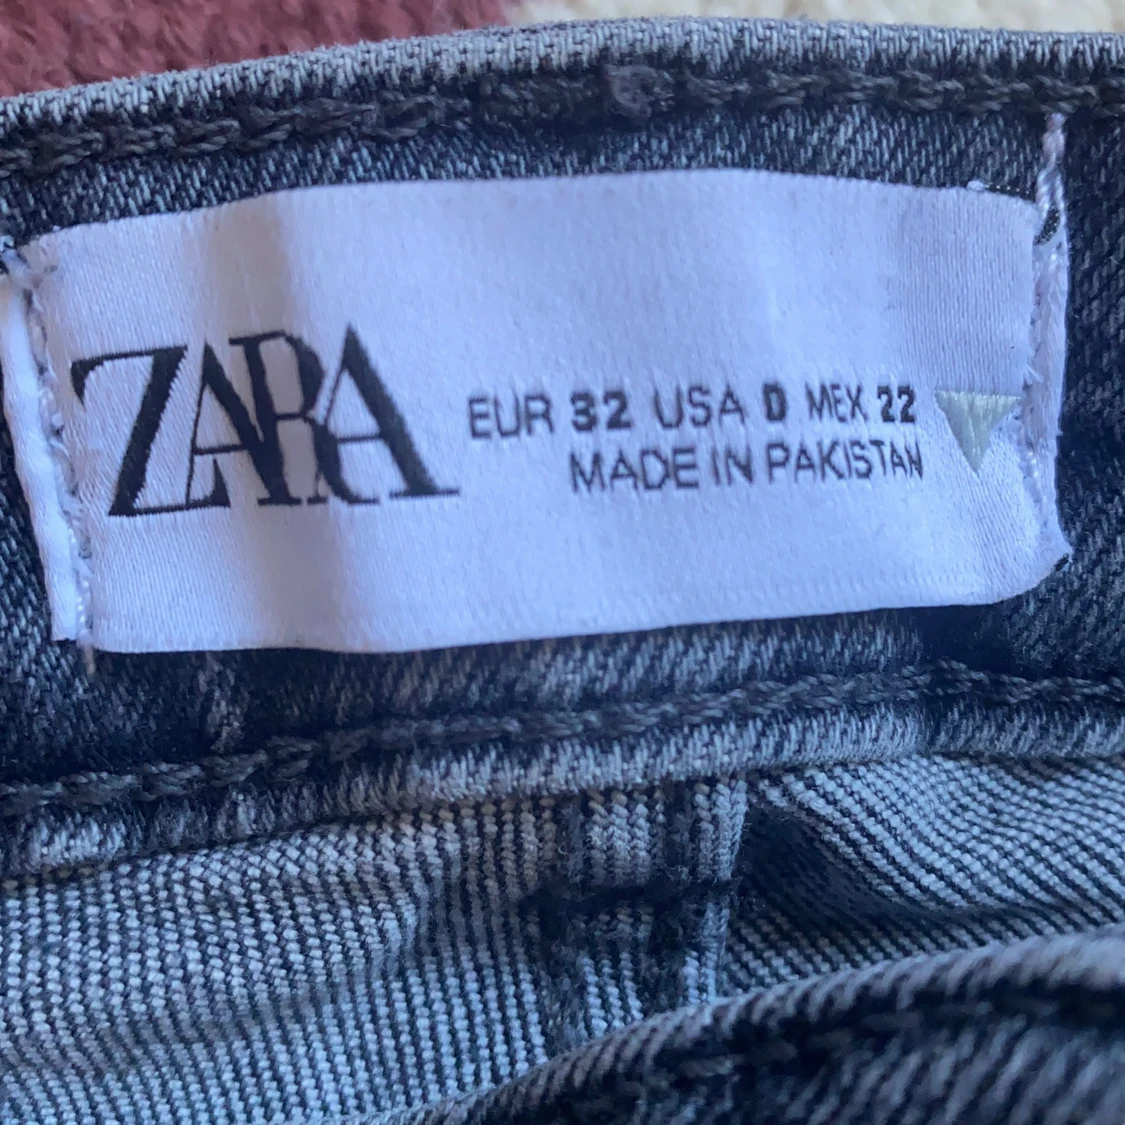 ZARA
EUR 32 USA 0 MEX 22
MADE IN PAKISTAN